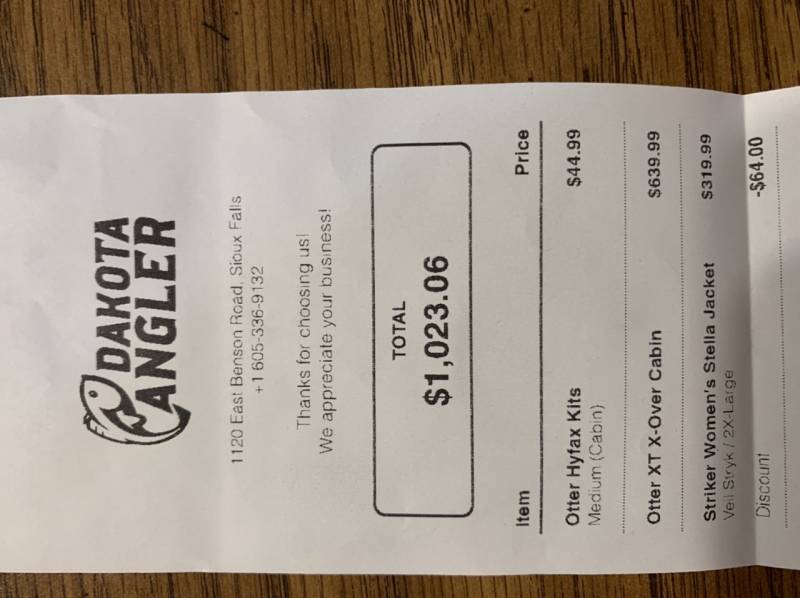 DAKOTA
ANGLER
1120 East Benson Road, Sioux Falls
+1 605-336-9132
Thanks for choosing us!
We appreciate your business!
TOTAL
$1,023.06
Item Price
Otter Hyfax Kits $44.99
Medium (Cabin)
Otter XT X-Over Cabin $639.99
Striker Women's Stella Jacket $319.99
Veil Stryk / 2X-Large
Discount -$64.00